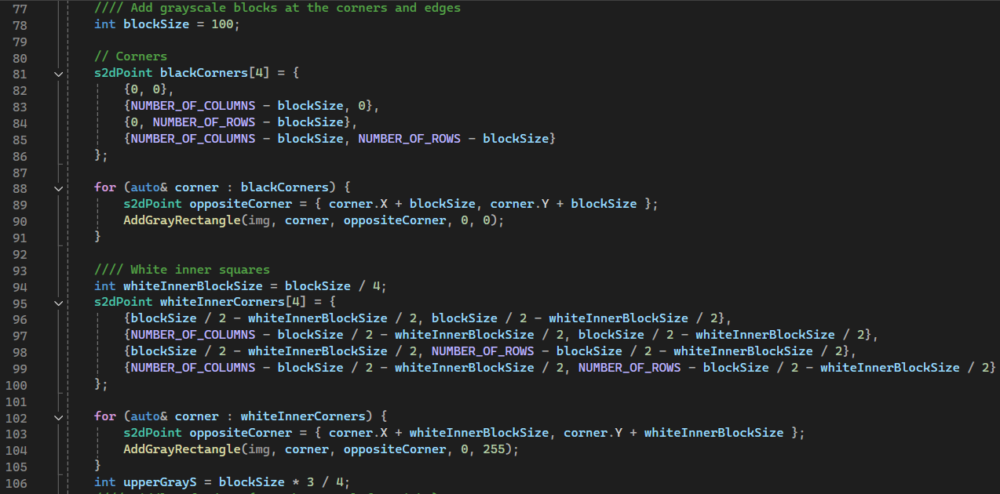 77 //// Add grayscale blocks at the corners and edges
78 int blockSize = 100;
79
80 // Corners
81 s2dPoint blackCorners[4] = {
82 {0, 0},
83 {NUMBER_OF_COLUMNS - blockSize, 0},
84 {0, NUMBER_OF_ROWS - blockSize},
85 {NUMBER_OF_COLUMNS - blockSize, NUMBER_OF_ROWS - blockSize}
86 };
87
88 for (auto& corner : blackCorners) {
89 s2dPoint oppositeCorner = { corner.X + blockSize, corner.Y + blockSize };
90 AddGrayRectangle(img, corner, oppositeCorner, 0, 0);
91 }
92
93 //// White inner squares
94 int whiteInnerBlockSize = blockSize / 4;
95 s2dPoint whiteInnerCorners[4] = {
96 {blockSize / 2 - whiteInnerBlockSize / 2, blockSize / 2 - whiteInnerBlockSize / 2},
97 {NUMBER_OF_COLUMNS - blockSize / 2 - whiteInnerBlockSize / 2, blockSize / 2 - whiteInnerBlockSize / 2},
98 {blockSize / 2 - whiteInnerBlockSize / 2, NUMBER_OF_ROWS - blockSize / 2 - whiteInnerBlockSize / 2},
99 {NUMBER_OF_COLUMNS - blockSize / 2 - whiteInnerBlockSize / 2, NUMBER_OF_ROWS - blockSize / 2 - whiteInnerBlockSize / 2}
100 };
101
102 for (auto& corner : whiteInnerCorners) {
103 s2dPoint oppositeCorner = { corner.X + whiteInnerBlockSize, corner.Y + whiteInnerBlockSize };
104 AddGrayRectangle(img, corner, oppositeCorner, 0, 255);
105 }
106 int upperGrayS = blockSize * 3 / 4;